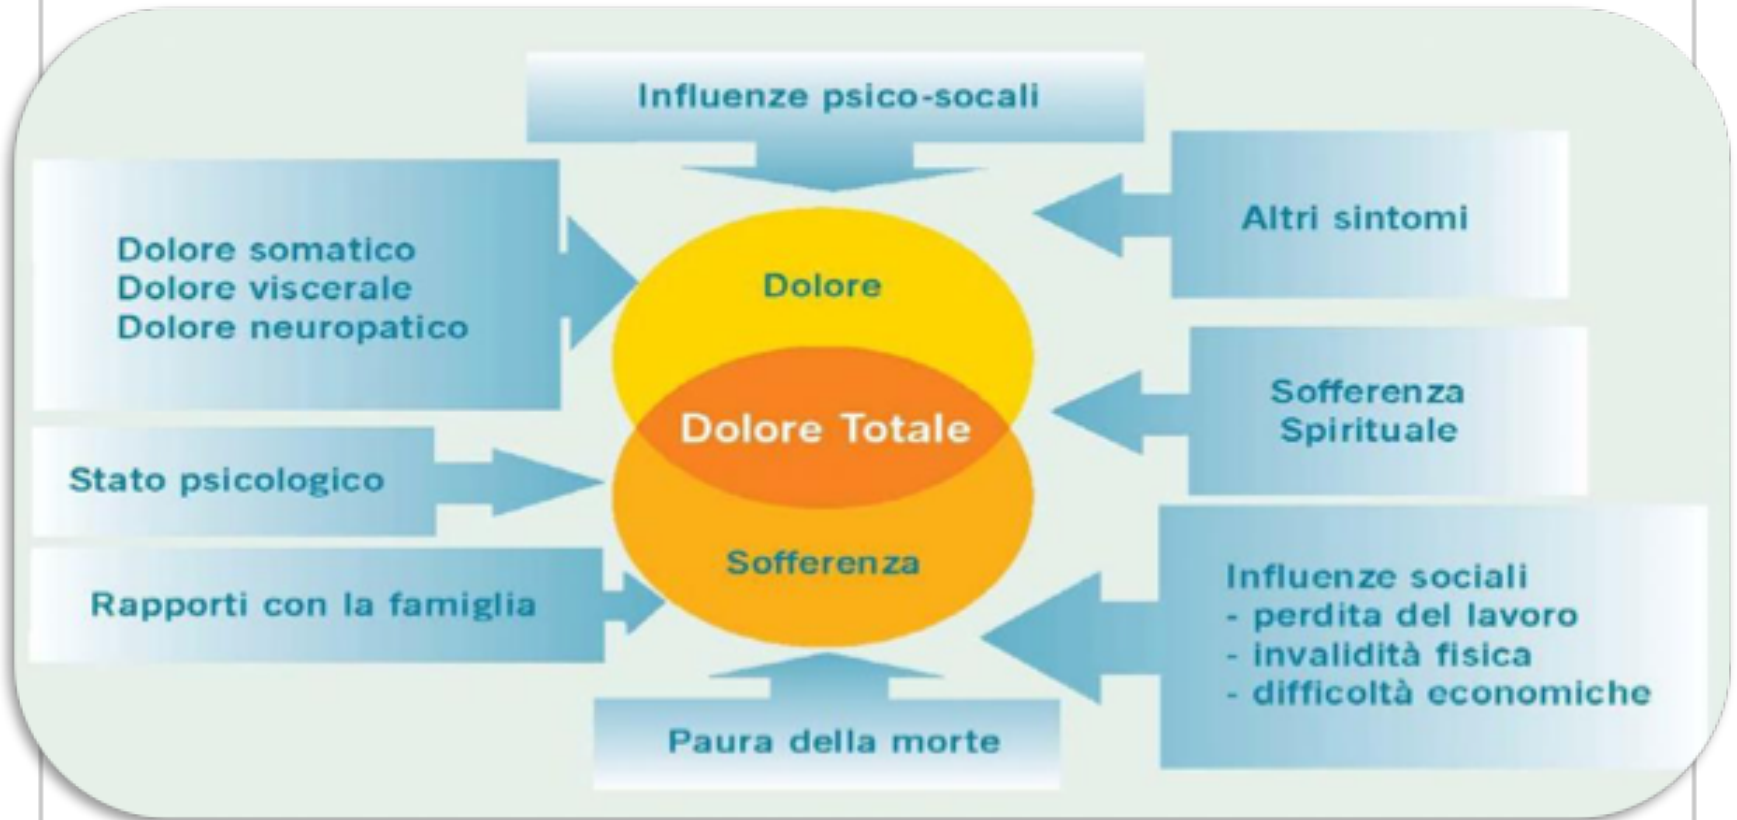 Influenze psico-socali
Altri sintomi
Dolore somatico
Dolore viscerale
Dolore neuropatico
Dolore
Sofferenza
Spirituale
Dolore Totale
Stato psicologico
Sofferenza
Rapporti con la famiglia
Influenze sociali
- perdita del lavoro
- invalidità fisica
- difficoltà economiche
Paura della morte